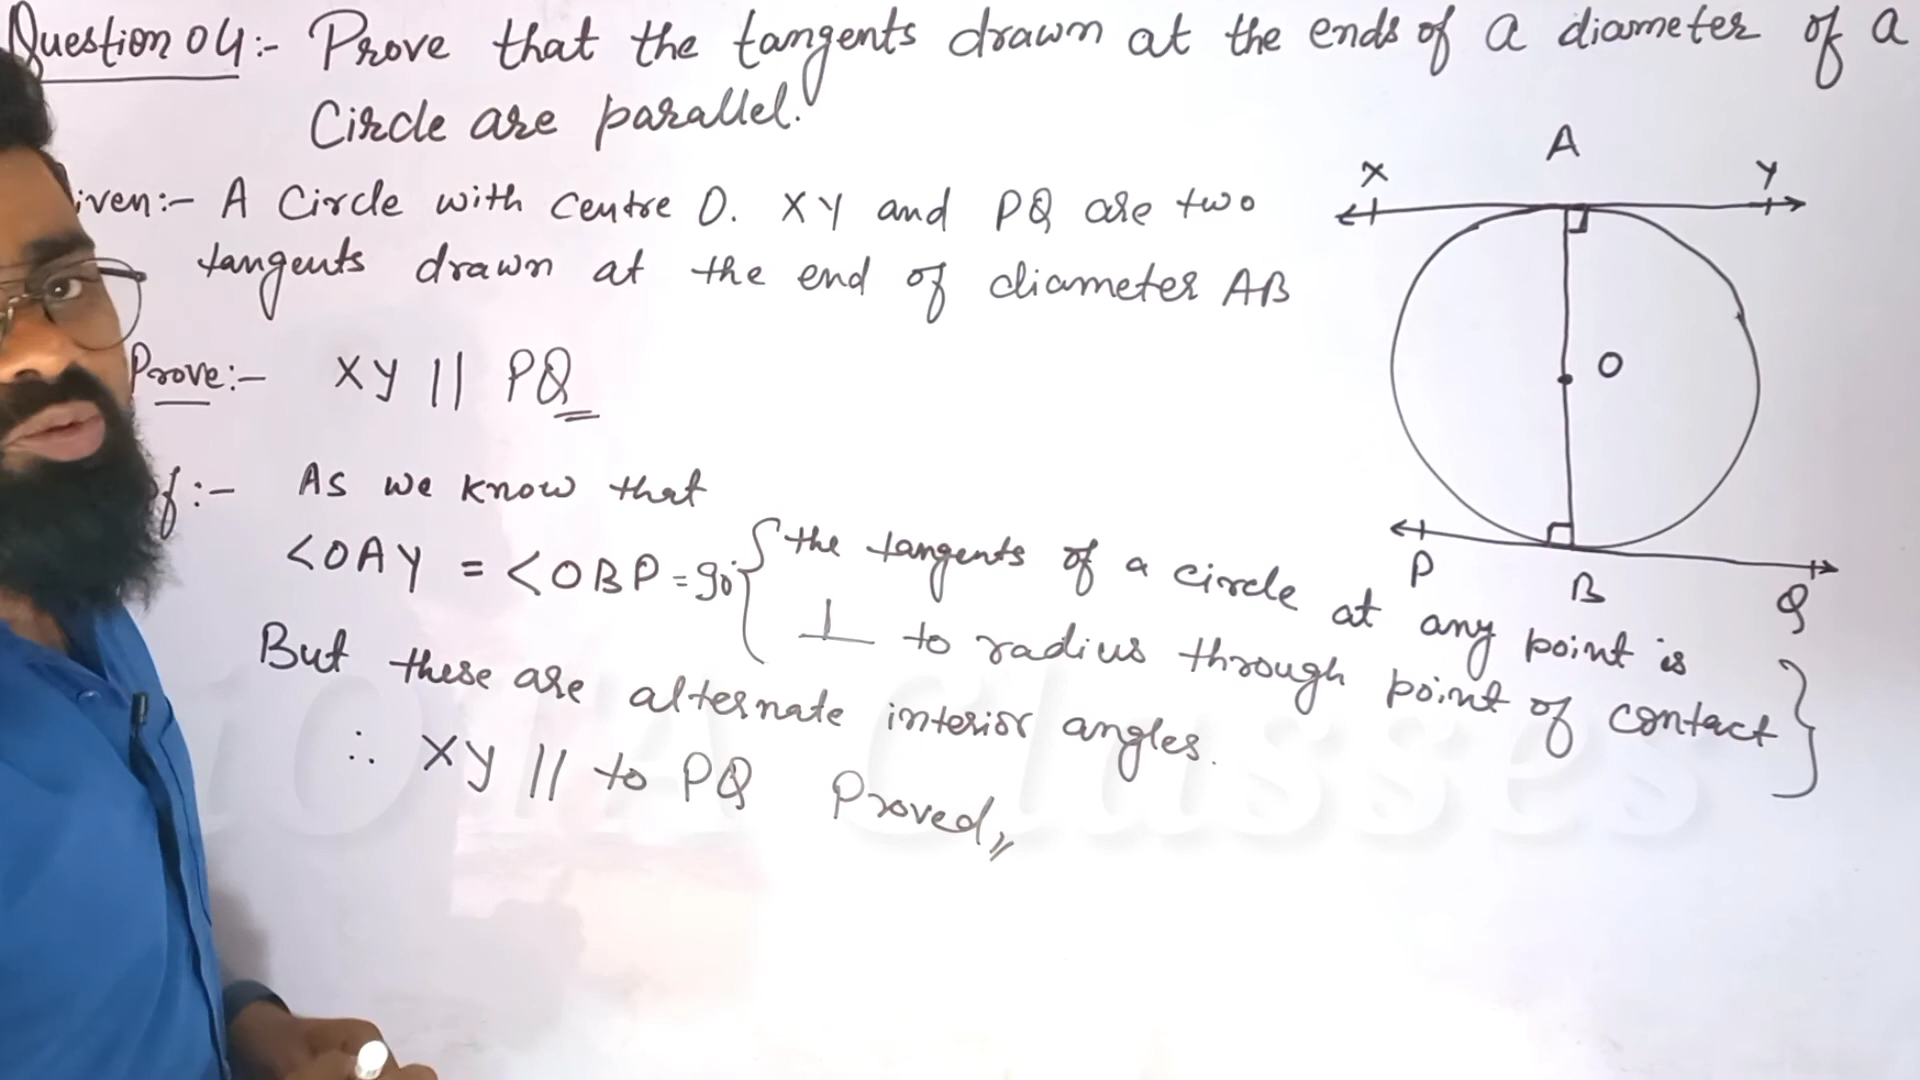 Question 04:- Prove that the tangents drawn at the ends of a diameter of a
Circle are parallel.
iven:- A Circle with centre O. XY and PQ are two
tangents drawn at the end of diameter AB
Prove:- XY || PQ
f:- As we know that
<OAY = <OBP = 90° { the tangents of a circle at any point is
⊥ to radius through point of contact }
But these are alternate interior angles.
∴ XY || to PQ Proved,,
A
X
Y
O
P
B
Q
10 A Classes